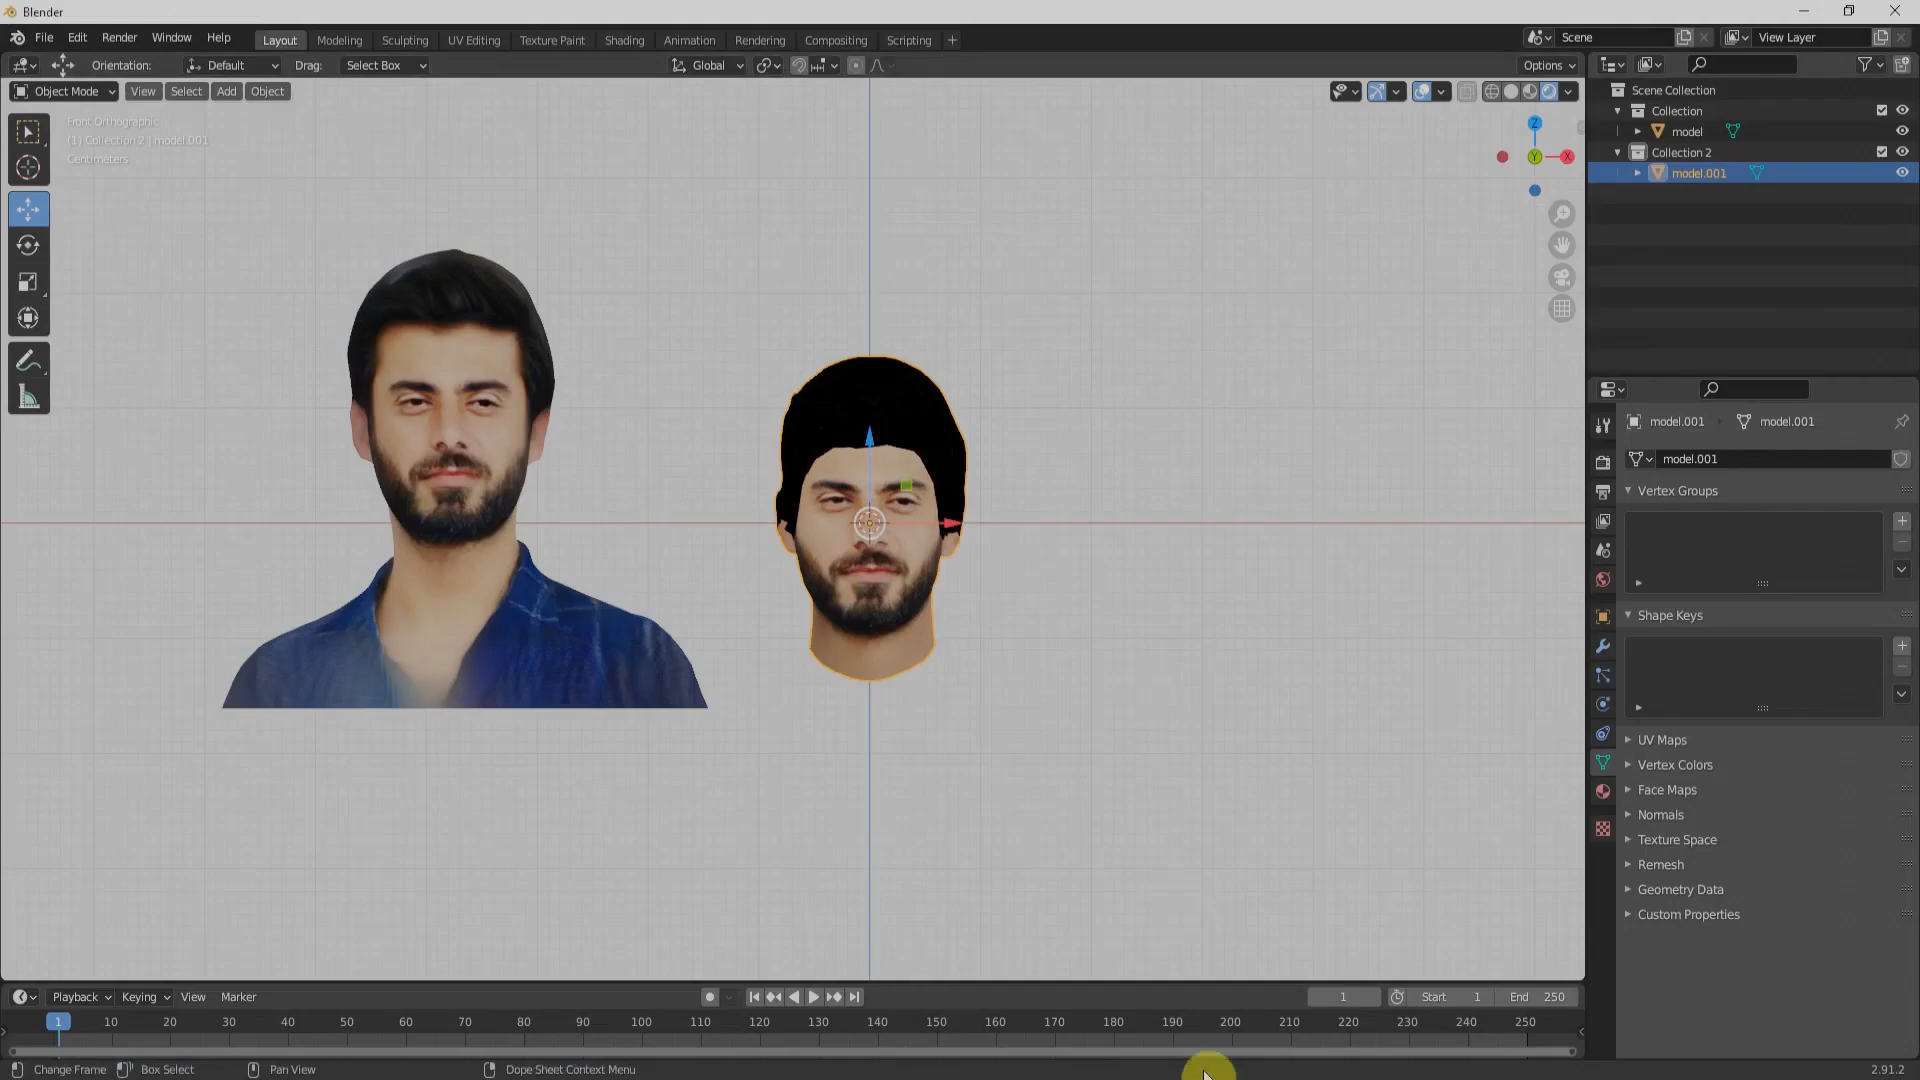 Blender
File Edit Render Window Help
Layout Modeling Sculpting UV Editing Texture Paint Shading Animation Rendering Compositing Scripting +
Scene
View Layer
Orientation: Default Drag: Select Box
Global
Options
Object Mode View Select Add Object
Front Orthographic
(1) Collection 2 | model.001
Centimeters
Z
Y
X
Scene Collection
Collection
model
Collection 2
model.001
model.001 model.001
model.001
Vertex Groups
Shape Keys
UV Maps
Vertex Colors
Face Maps
Normals
Texture Space
Remesh
Geometry Data
Custom Properties
Playback Keying View Marker
1 Start 1 End 250
1 10 20 30 40 50 60 70 80 90 100 110 120 130 140 150 160 170 180 190 200 210 220 230 240 250
Change Frame Box Select Pan View Dope Sheet Context Menu 2.91.2